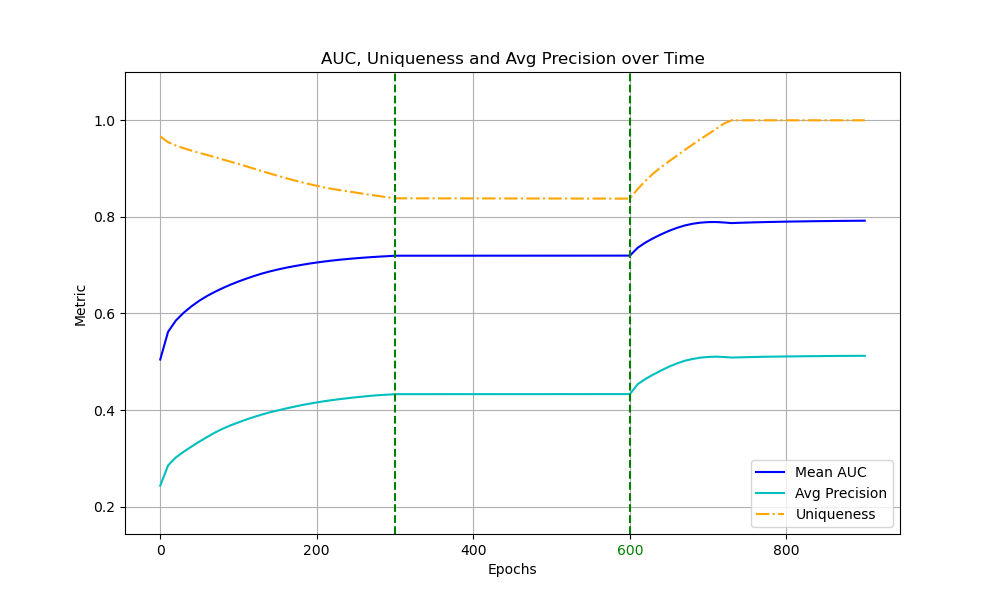 AUC, Uniqueness and Avg Precision over Time
1.0
0.8
0.6
0.4
0.2
Metric
0 200 400 600 800
Epochs
Mean AUC
Avg Precision
Uniqueness